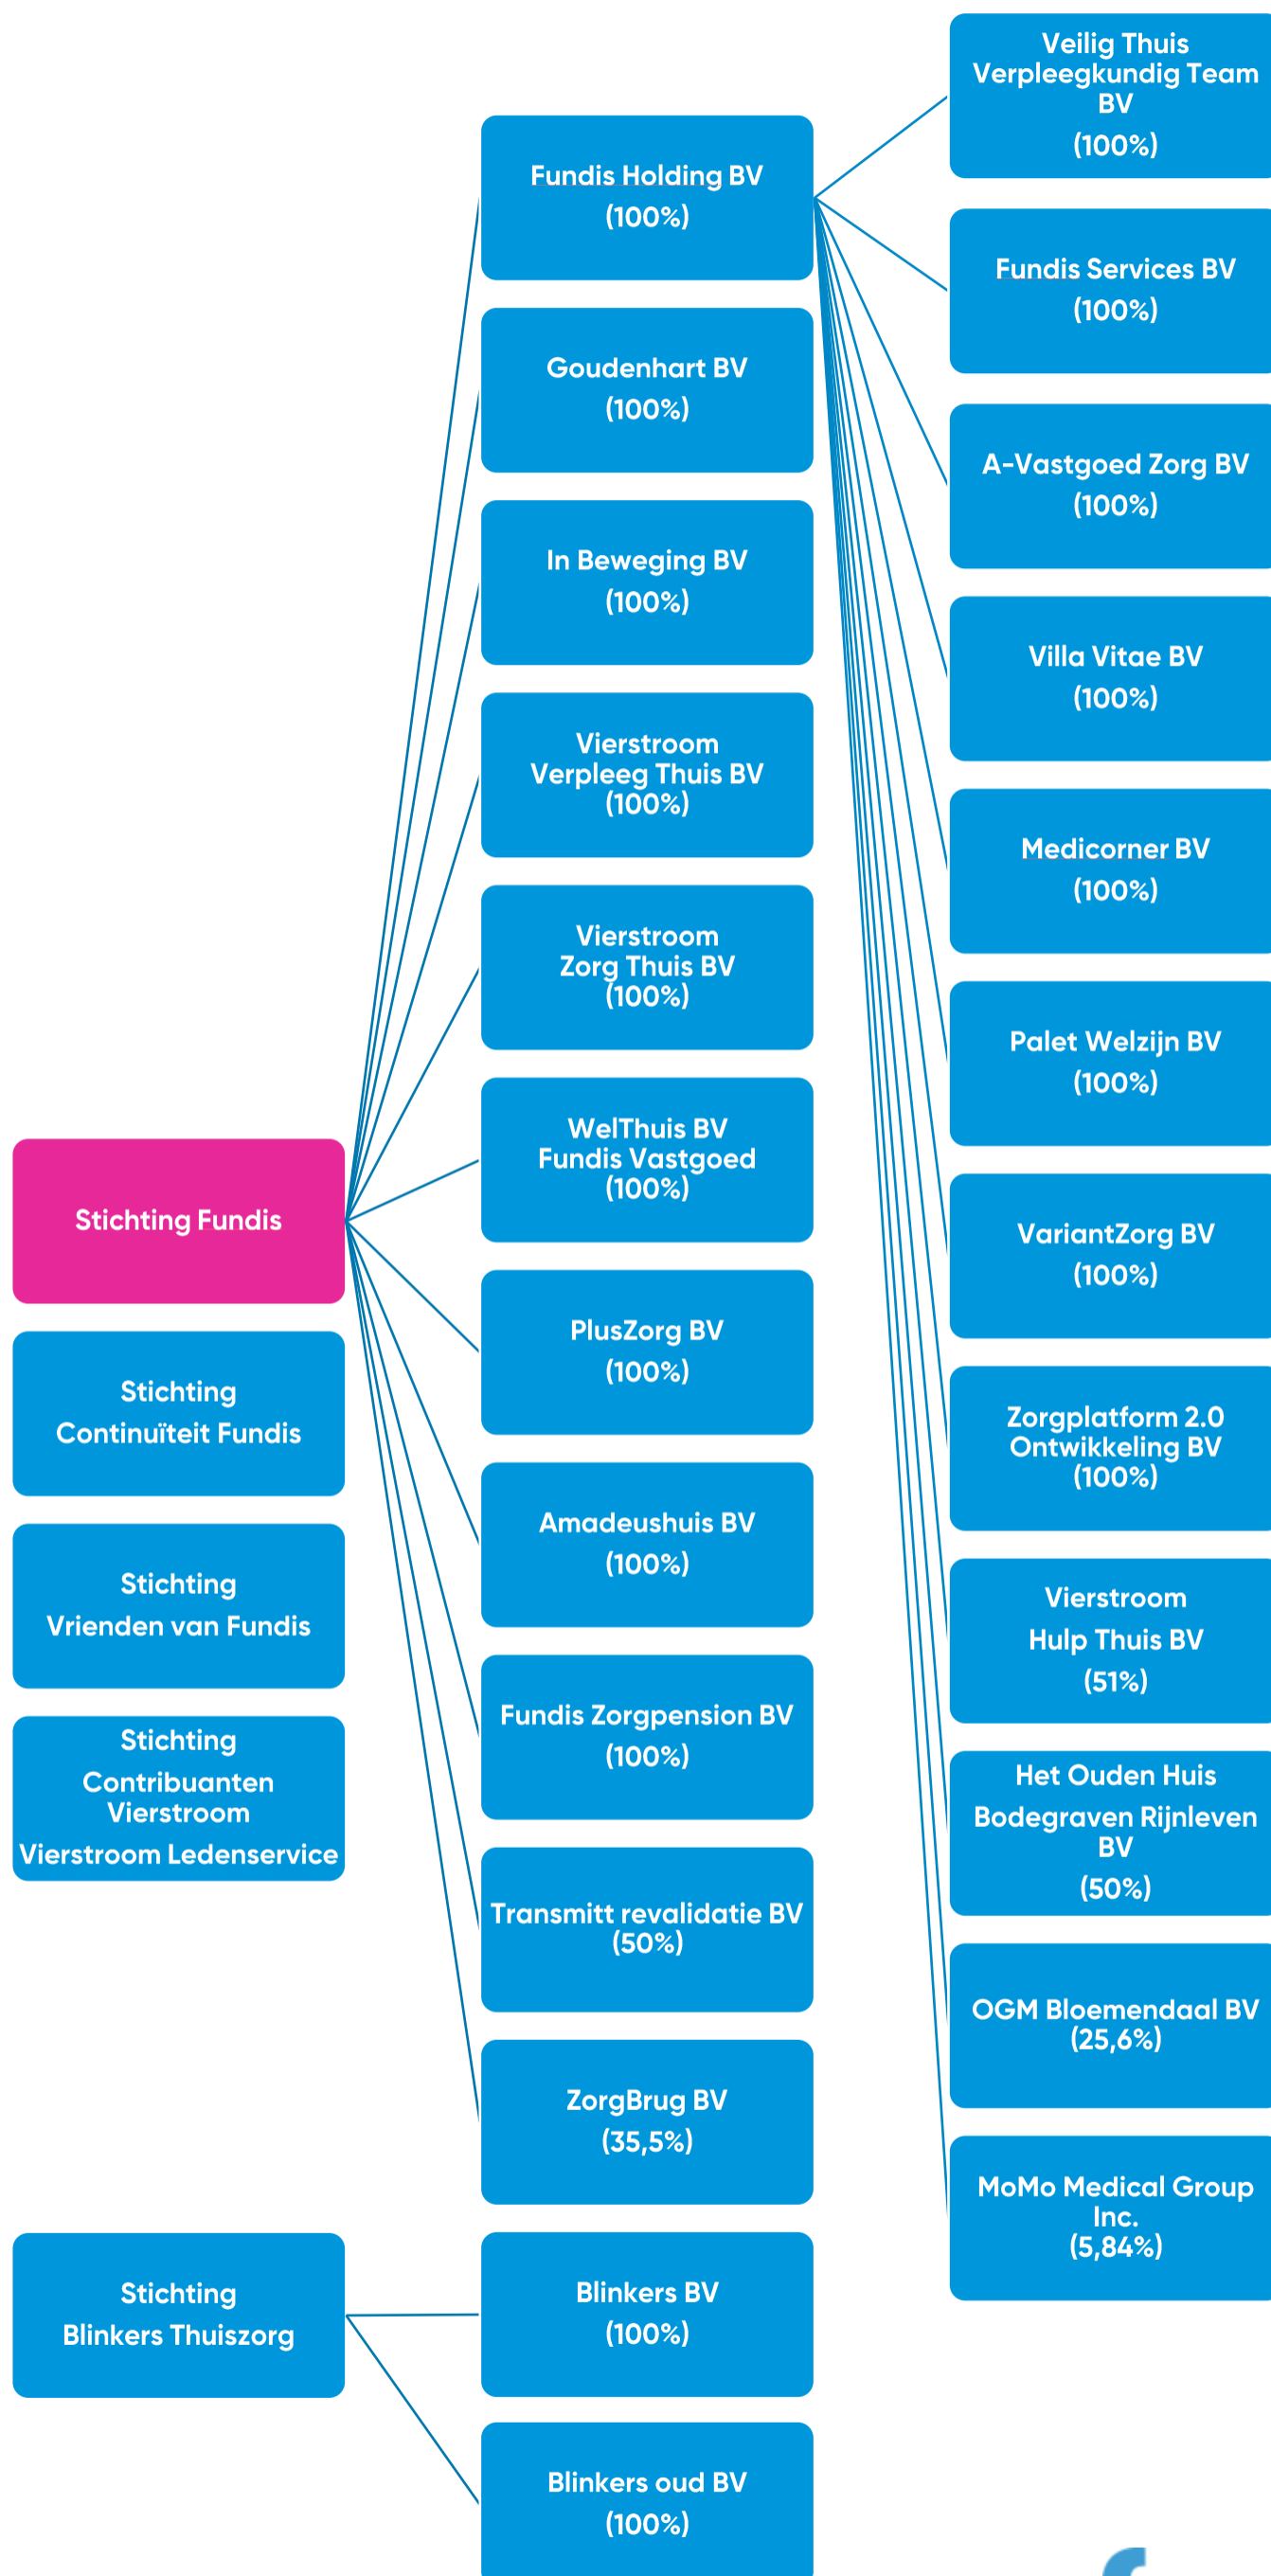 Stichting Fundis
Stichting
Continuïteit Fundis
Stichting
Vrienden van Fundis
Stichting
Contribuanten
Vierstroom
Vierstroom Ledenservice
Stichting
Blinkers Thuiszorg
Fundis Holding BV
(100%)
Goudenhart BV
(100%)
In Beweging BV
(100%)
Vierstroom
Verpleeg Thuis BV
(100%)
Vierstroom
Zorg Thuis BV
(100%)
WelThuis BV
Fundis Vastgoed
(100%)
PlusZorg BV
(100%)
Amadeushuis BV
(100%)
Fundis Zorgpension BV
(100%)
Transmitt revalidatie BV
(50%)
ZorgBrug BV
(35,5%)
Blinkers BV
(100%)
Blinkers oud BV
(100%)
Veilig Thuis
Verpleegkundig Team
BV
(100%)
Fundis Services BV
(100%)
A-Vastgoed Zorg BV
(100%)
Villa Vitae BV
(100%)
Medicorner BV
(100%)
Palet Welzijn BV
(100%)
VariantZorg BV
(100%)
Zorgplatform 2.0
Ontwikkeling BV
(100%)
Vierstroom
Hulp Thuis BV
(51%)
Het Ouden Huis
Bodegraven Rijnleven
BV
(50%)
OGM Bloemendaal BV
(25,6%)
MoMo Medical Group
Inc.
(5,84%)